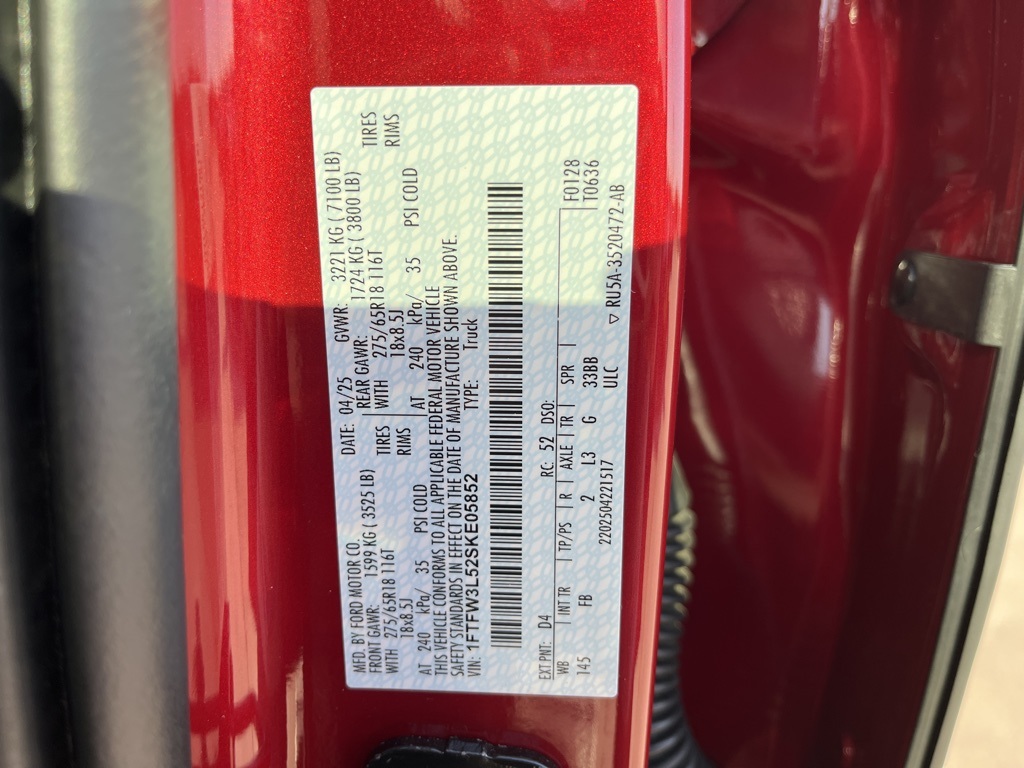 MFD. BY FORD MOTOR CO. DATE: 04/25 GVWR: 3221 KG ( 7100 LB)
FRONT GAWR: 1599 KG ( 3525 LB) REAR GAWR: 1724 KG ( 3800 LB)
WITH 275/65R18 116T TIRES WITH 275/65R18 116T TIRES
18x8.5J RIMS 18x8.5J RIMS
AT 240 kPa/ 35 PSI COLD AT 240 kPa/ 35 PSI COLD
THIS VEHICLE CONFORMS TO ALL APPLICABLE FEDERAL MOTOR VEHICLE
SAFETY STANDARDS IN EFFECT ON THE DATE OF MANUFACTURE SHOWN ABOVE.
VIN: 1FTFW3L52SKE05852 TYPE: Truck
EXT PNT: D4 RC: 52 DSO: F0128
WB INT TR TP/PS R AXLE TR SPR T0636
145 FB 2 L3 G 33BB
2202504221517 ULC
▽ RU5A-3520472-AB